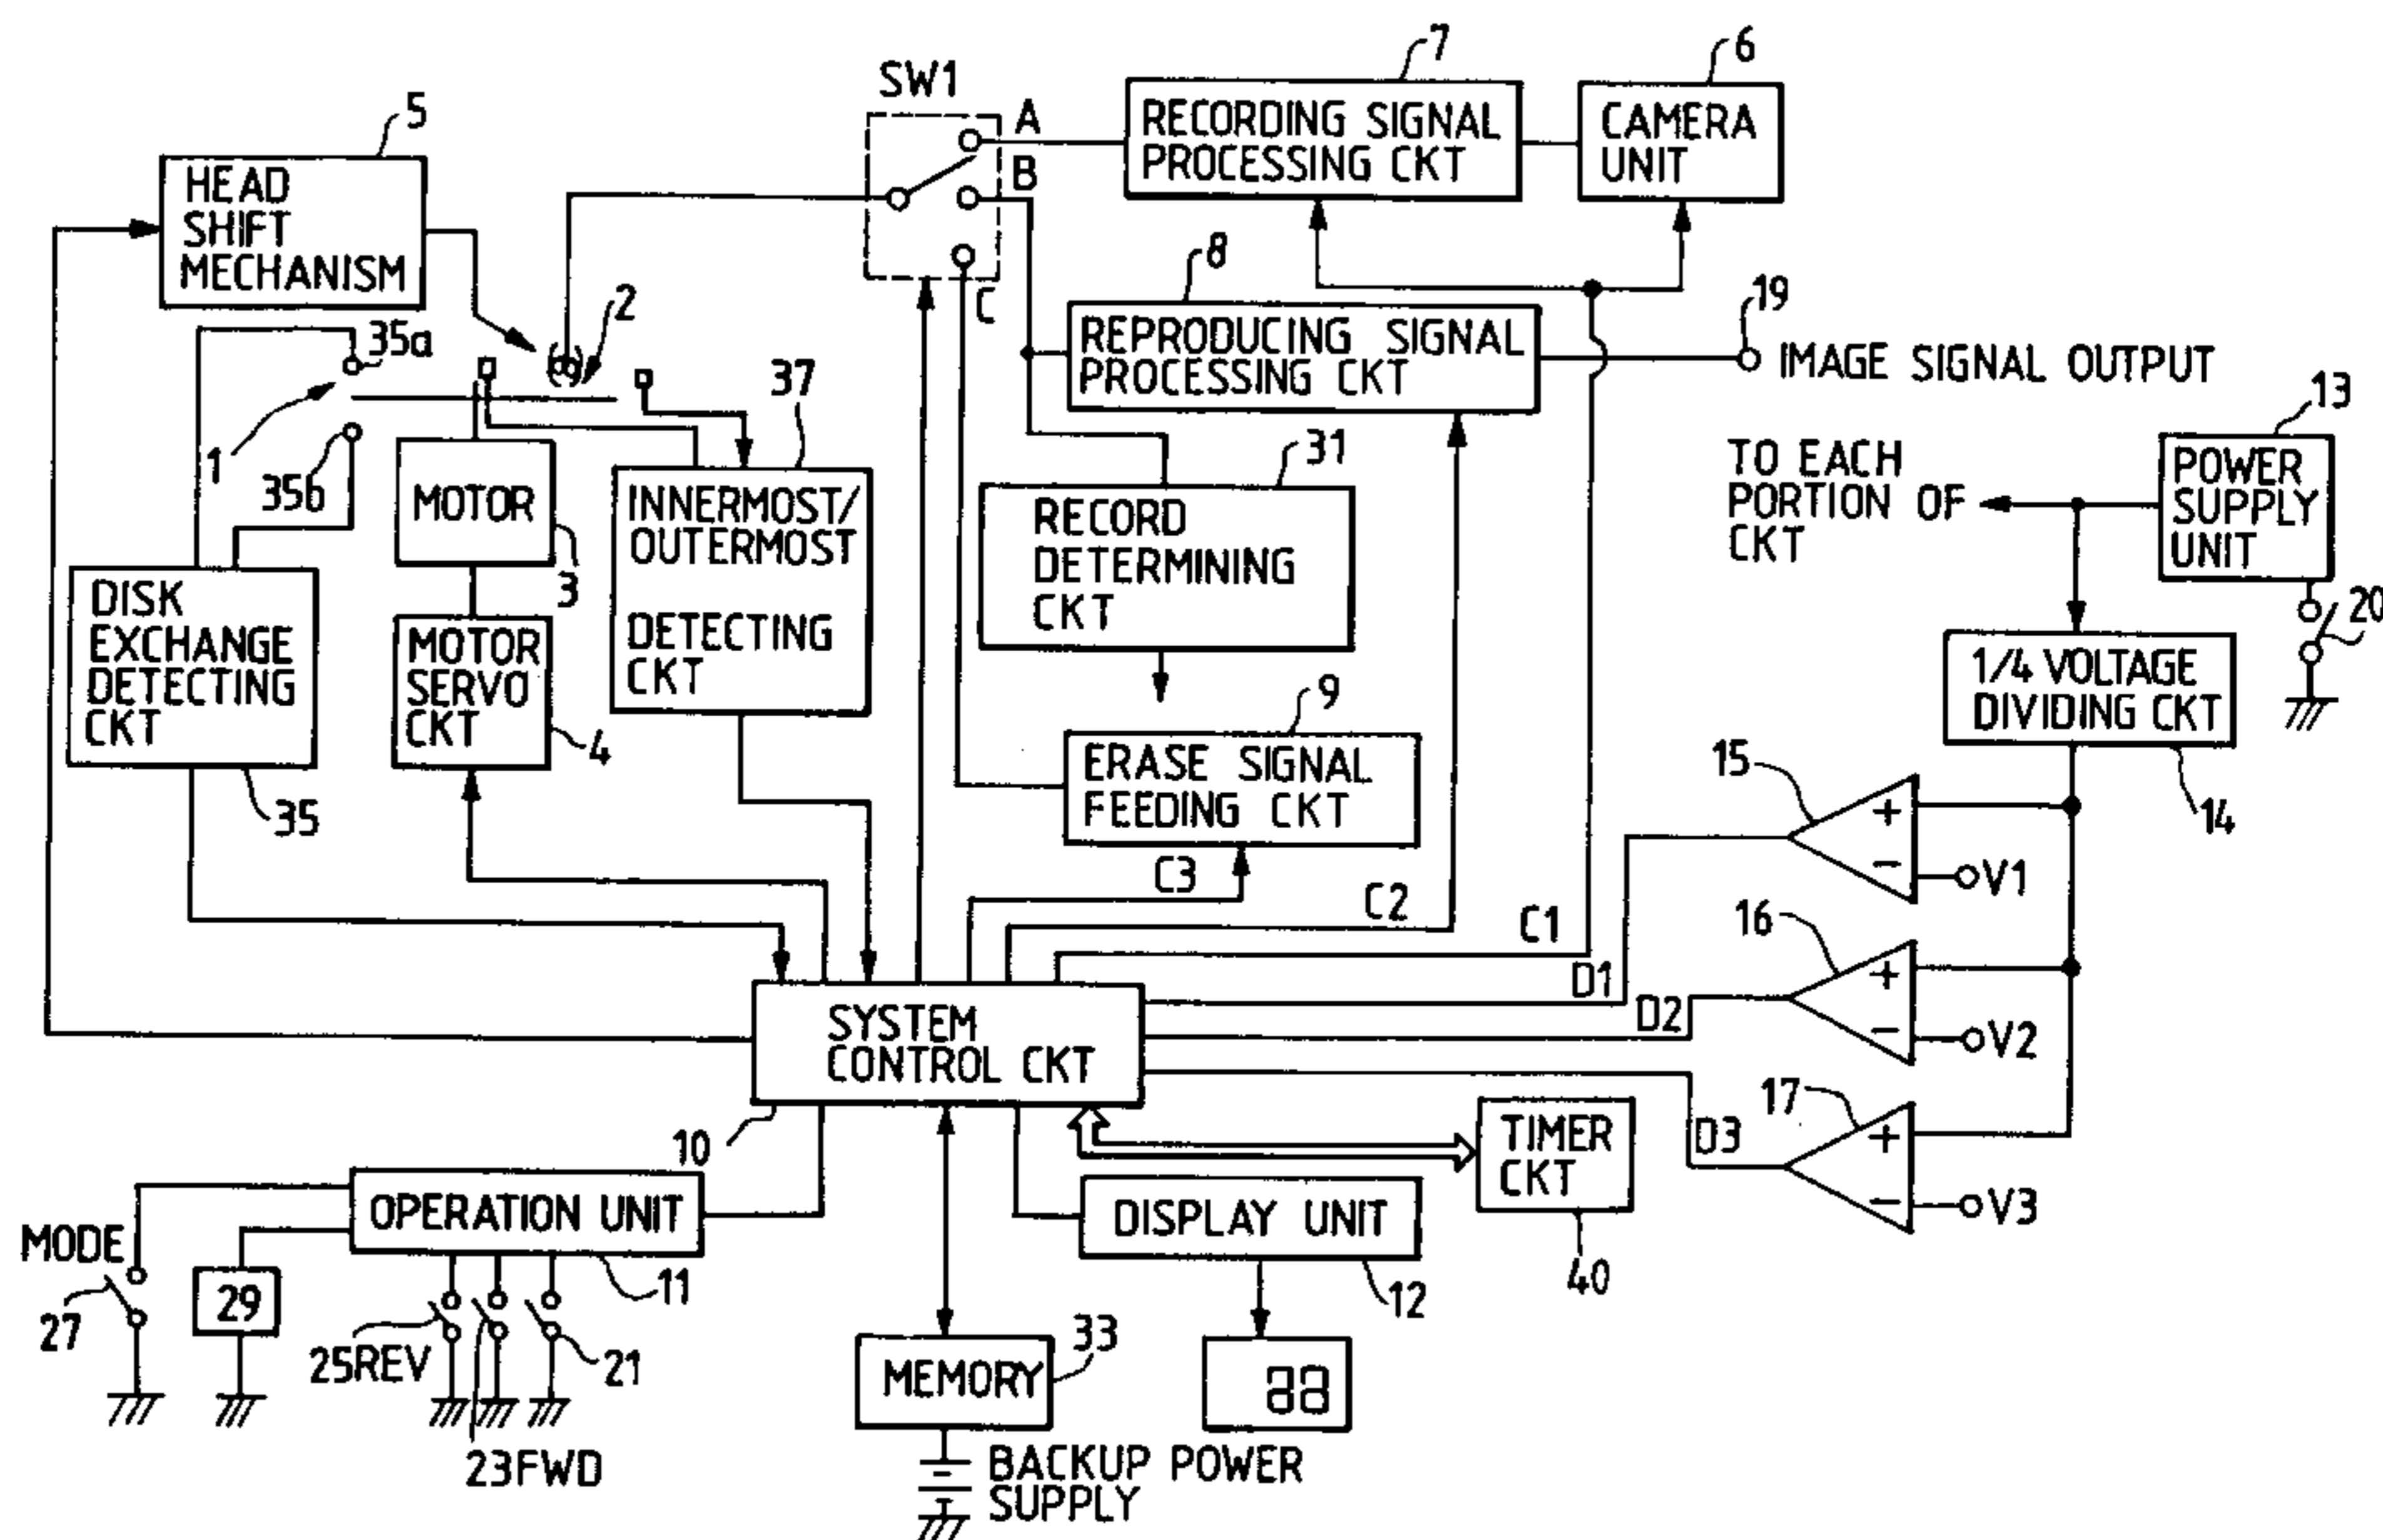 SW1
7
6
5
A
RECORDING SIGNAL
PROCESSING CKT
CAMERA
UNIT
B
HEAD
SHIFT
MECHANISM
8
C
2
19
35a
REPRODUCING SIGNAL
PROCESSING CKT
IMAGE SIGNAL OUTPUT
37
13
1
35b
31
TO EACH
PORTION OF
CKT
POWER
SUPPLY
UNIT
MOTOR
INNERMOST/
OUTERMOST
DETECTING
CKT
RECORD
DETERMINING
CKT
3
20
DISK
EXCHANGE
DETECTING
CKT
MOTOR
SERVO
CKT
1/4 VOLTAGE
DIVIDING CKT
9
4
15
ERASE SIGNAL
FEEDING CKT
35
14
+
−
V1
C3
C2
C1
16
D1
+
−
D2
V2
SYSTEM
CONTROL CKT
17
10
TIMER
CKT
D3
+
−
V3
OPERATION UNIT
DISPLAY UNIT
MODE
11
40
12
27
29
25REV
21
33
MEMORY
88
23FWD
BACKUP POWER
SUPPLY